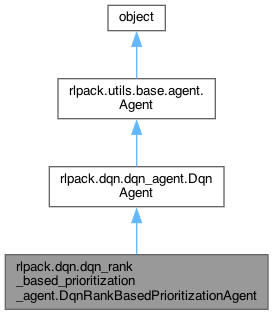 object
rlpack.utils.base.agent.
Agent
rlpack.dqn.dqn_agent.Dqn
Agent
rlpack.dqn.dqn_rank
_based_prioritization
_agent.DqnRankBasedPrioritizationAgent